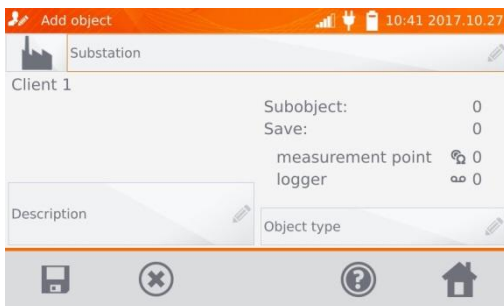 Add object
10:41 2017.10.27
Substation
Client 1
Subobject: 0
Save: 0
measurement point 0
logger 0
Description
Object type